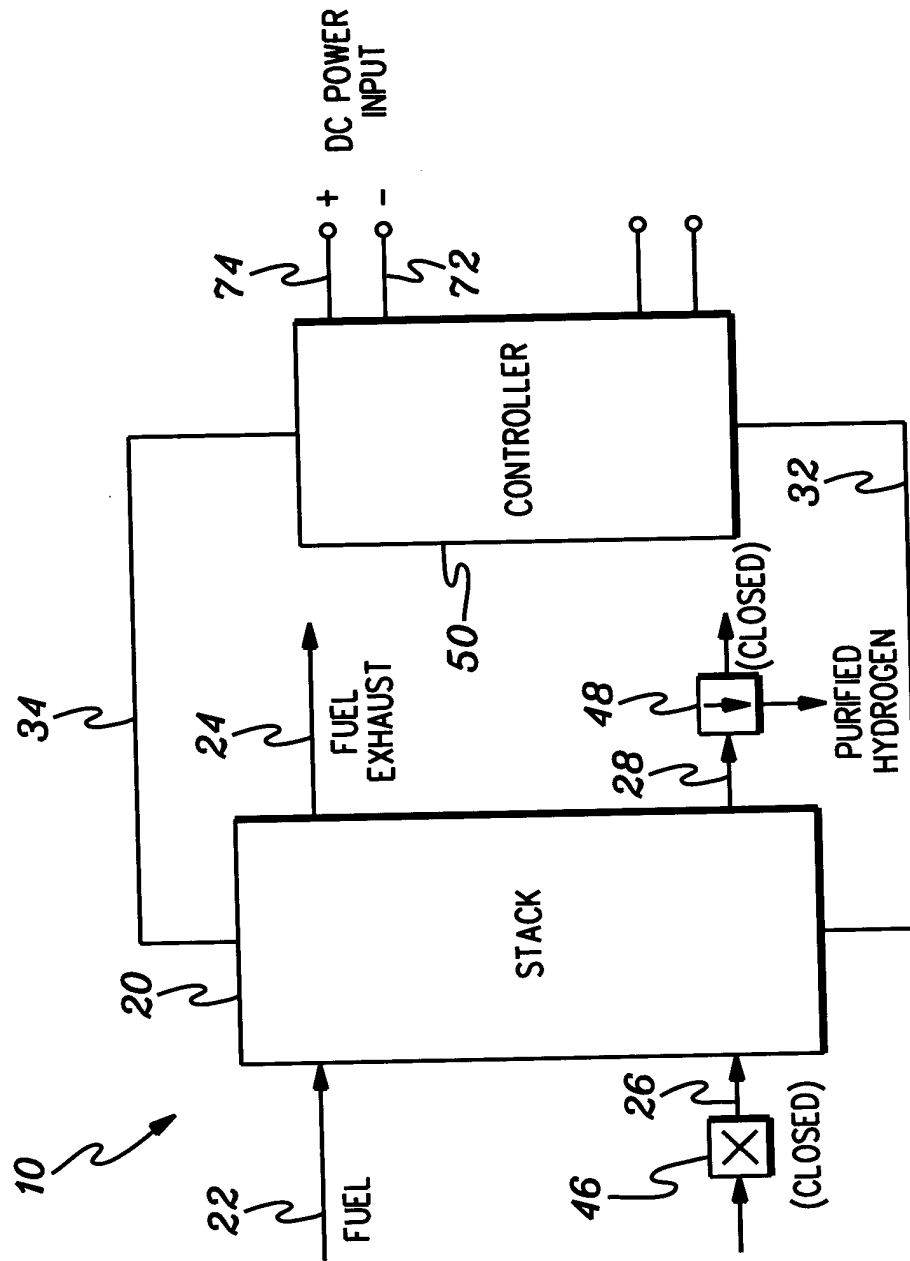 10
34
74
+
DC POWER
INPUT
20
24
22
FUEL
FUEL
EXHAUST
-
72
STACK
CONTROLLER
50
26
28
48
46
(CLOSED)
(CLOSED)
PURIFIED
HYDROGEN
32